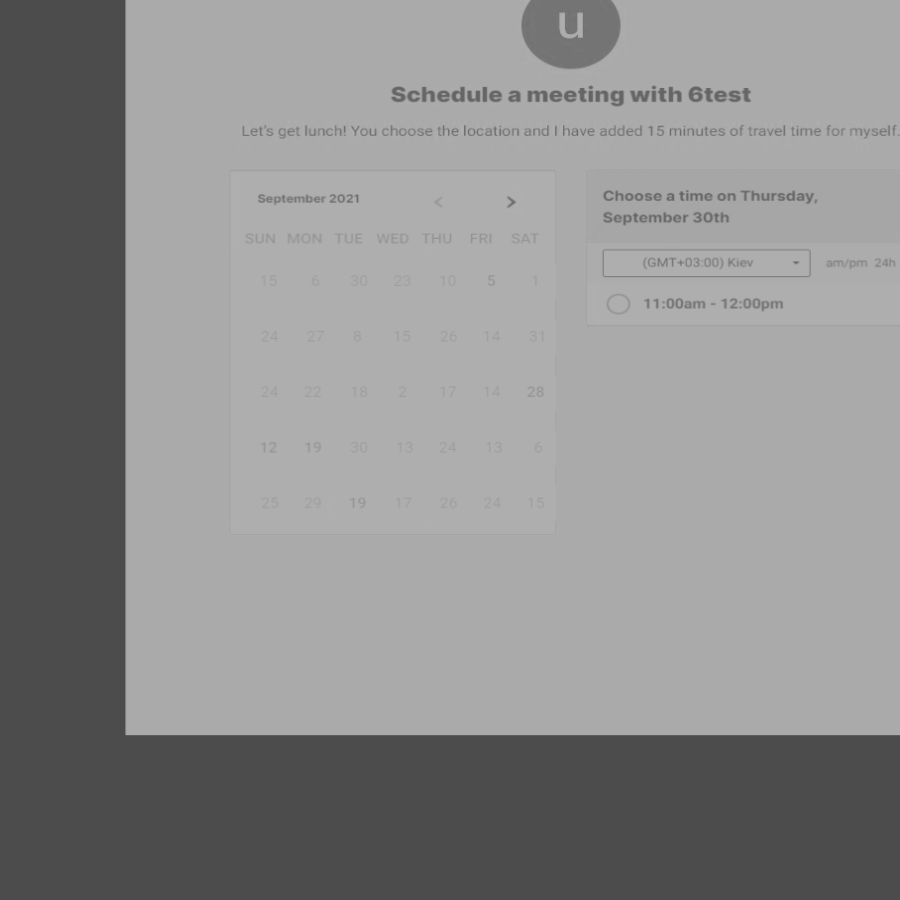 u
Schedule a meeting with 6test
Let's get lunch! You choose the location and I have added 15 minutes of travel time for myself.
September 2021 < >
SUN MON TUE WED THU FRI SAT
15 6 30 23 10 5 1
24 27 8 15 26 14 31
24 22 18 2 17 14 28
12 19 30 13 24 13 6
25 29 19 17 26 24 15
Choose a time on Thursday,
September 30th
(GMT+03:00) Kiev am/pm 24h
11:00am - 12:00pm